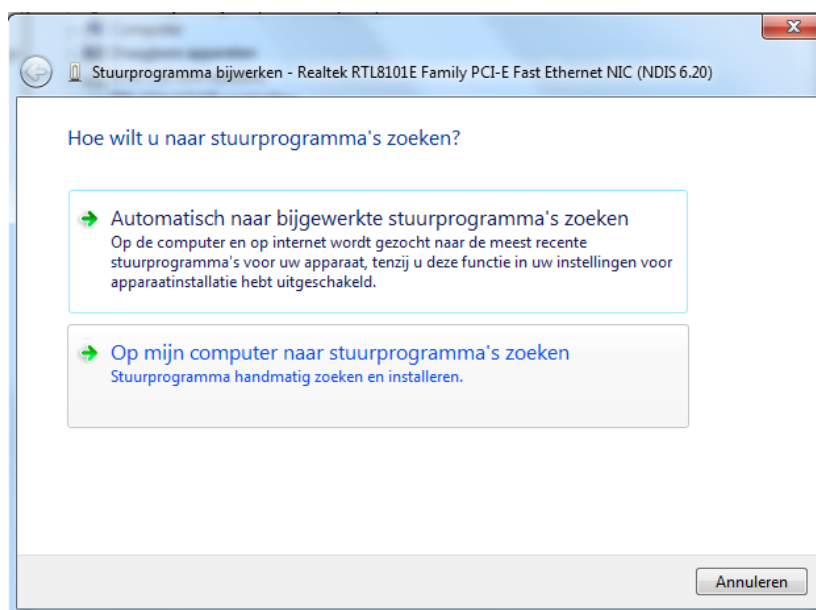 Computer
Draagbare apparaten
X
Stuurprogramma bijwerken - Realtek RTL8101E Family PCI-E Fast Ethernet NIC (NDIS 6.20)
Hoe wilt u naar stuurprogramma's zoeken?
Automatisch naar bijgewerkte stuurprogramma's zoeken
Op de computer en op internet wordt gezocht naar de meest recente
stuurprogramma's voor uw apparaat, tenzij u deze functie in uw instellingen voor
apparaatinstallatie hebt uitgeschakeld.
Op mijn computer naar stuurprogramma's zoeken
Stuurprogramma handmatig zoeken en installeren.
Annuleren